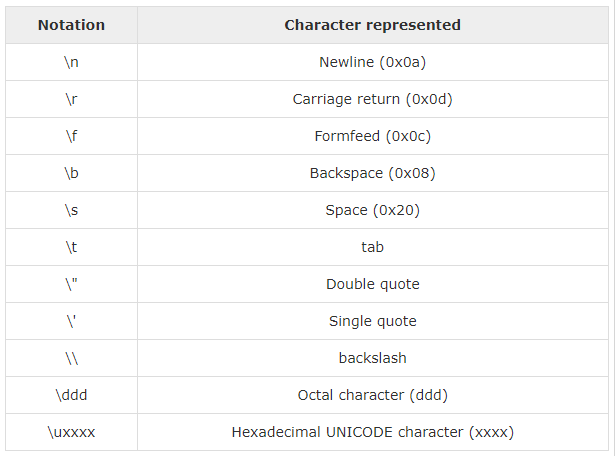 Notation Character represented
\n Newline (0x0a)
\r Carriage return (0x0d)
\f Formfeed (0x0c)
\b Backspace (0x08)
\s Space (0x20)
\t tab
\" Double quote
\' Single quote
\\ backslash
\ddd Octal character (ddd)
\uxxxx Hexadecimal UNICODE character (xxxx)